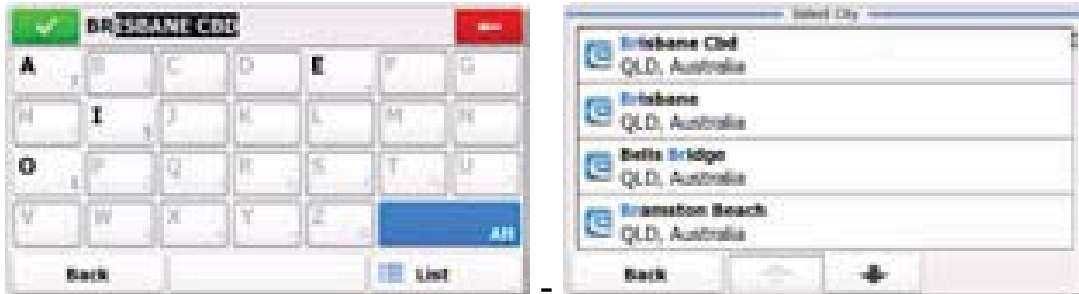 BRISBANE CBD
A B C D E F G
H I J K L M N
O P Q R S T U
V W X Y Z Alt
Back List
-
Select City
Brisbane Cbd
QLD, Australia
Brisbane
QLD, Australia
Bells Bridge
QLD, Australia
Bramston Beach
QLD, Australia
Back